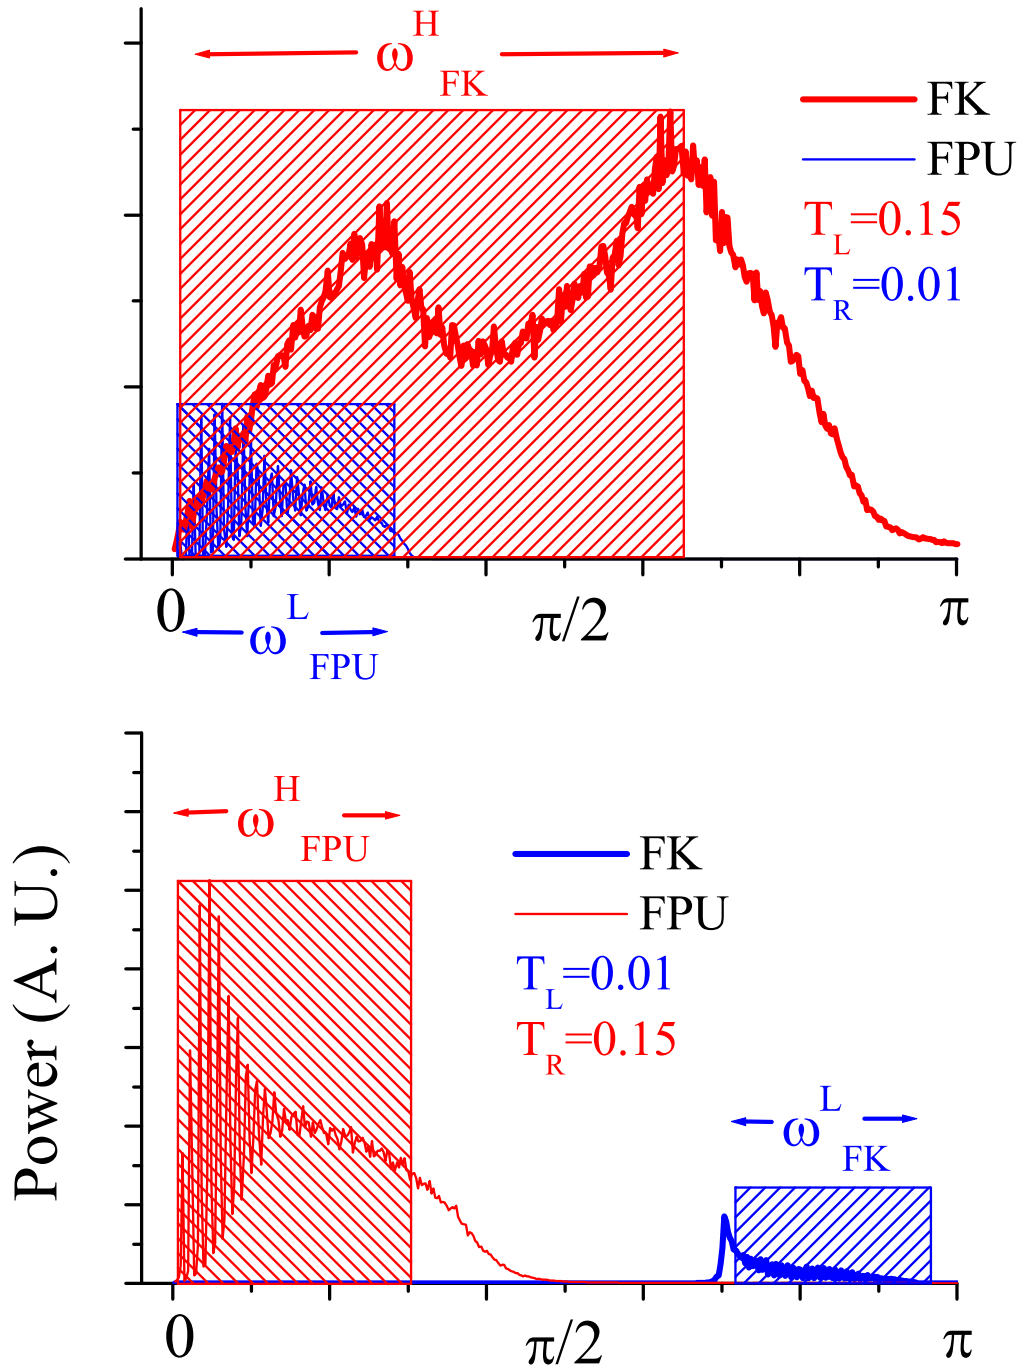 ω^H_FK
FK
FPU
T_L=0.15
T_R=0.01
0
π/2
π
ω^L_FPU
Power (A. U.)
ω^H_FPU
FK
FPU
T_L=0.01
T_R=0.15
ω^L_FK
0
π/2
π